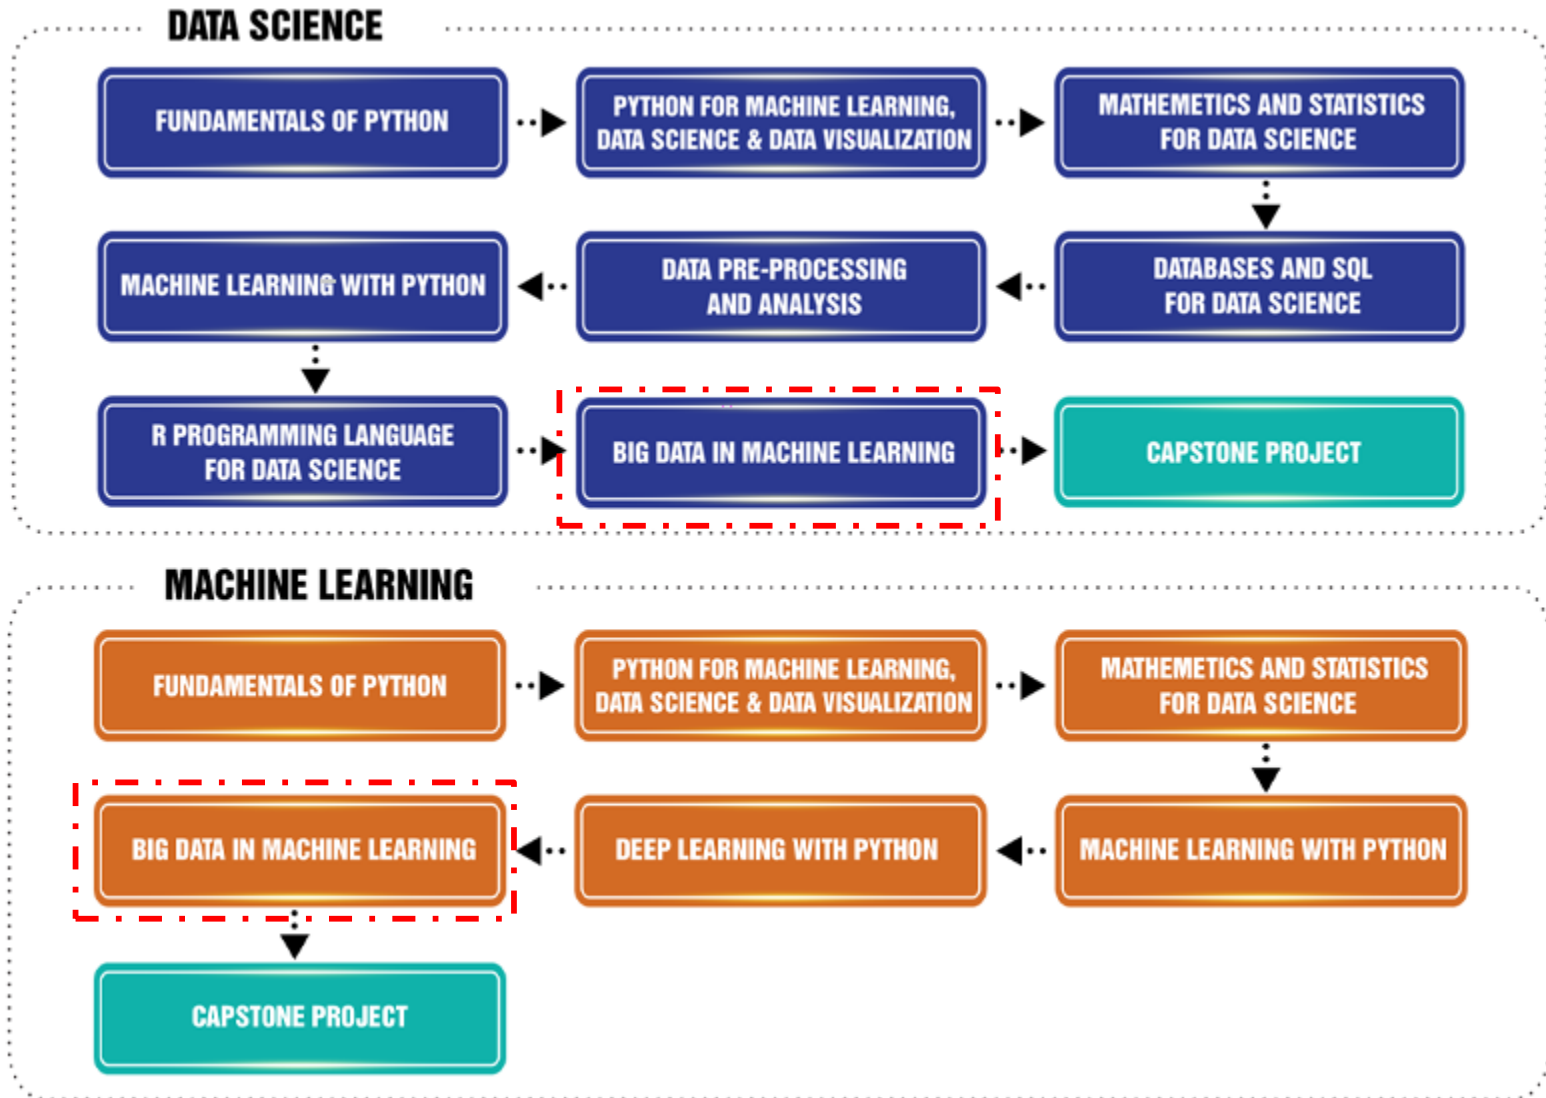 DATA SCIENCE
FUNDAMENTALS OF PYTHON
PYTHON FOR MACHINE LEARNING,
DATA SCIENCE & DATA VISUALIZATION
MATHEMETICS AND STATISTICS
FOR DATA SCIENCE
DATABASES AND SQL
FOR DATA SCIENCE
DATA PRE-PROCESSING
AND ANALYSIS
MACHINE LEARNING WITH PYTHON
R PROGRAMMING LANGUAGE
FOR DATA SCIENCE
BIG DATA IN MACHINE LEARNING
CAPSTONE PROJECT
MACHINE LEARNING
FUNDAMENTALS OF PYTHON
PYTHON FOR MACHINE LEARNING,
DATA SCIENCE & DATA VISUALIZATION
MATHEMETICS AND STATISTICS
FOR DATA SCIENCE
MACHINE LEARNING WITH PYTHON
DEEP LEARNING WITH PYTHON
BIG DATA IN MACHINE LEARNING
CAPSTONE PROJECT